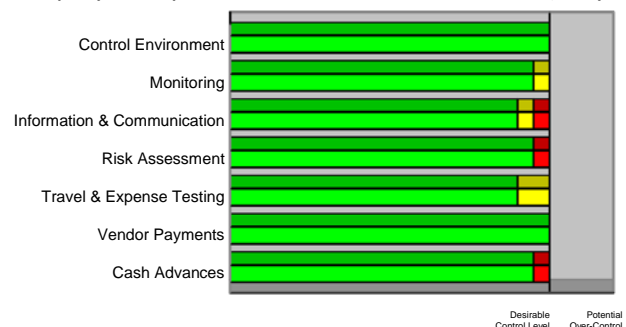 Control Environment
Monitoring
Information & Communication
Risk Assessment
Travel & Expense Testing
Vendor Payments
Cash Advances
Desirable Potential
Control Level Over-Control